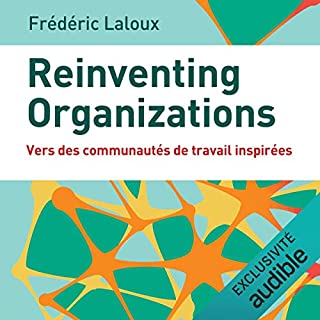 Frédéric Laloux
Reinventing
Organizations
Vers des communautés de travail inspirées
EXCLUSIVITÉ
audible